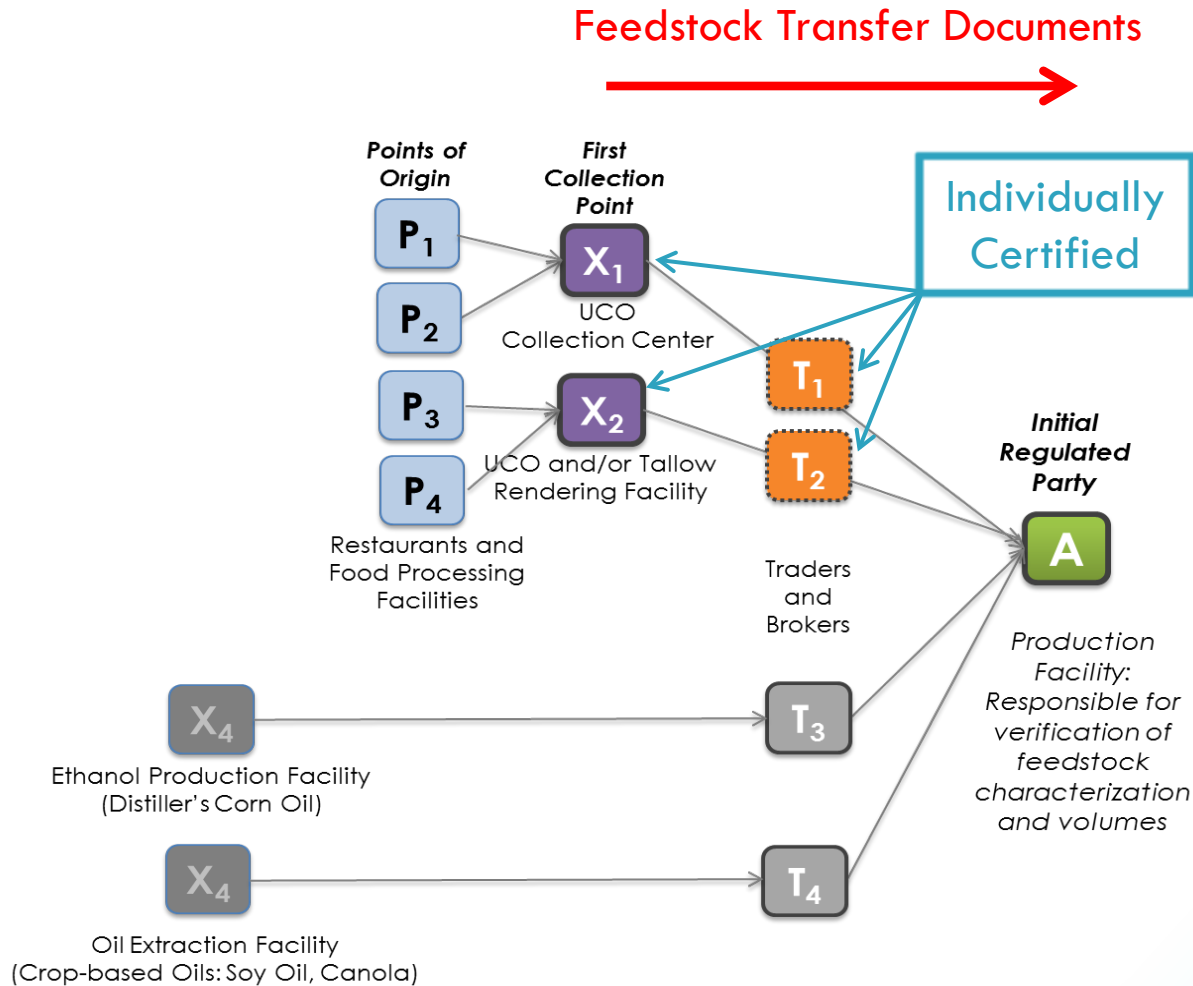 Feedstock Transfer Documents
Points of
Origin
First
Collection
Point
Individually
Certified
P1
P2
X1
UCO
Collection Center
P3
P4
X2
UCO and/or Tallow
Rendering Facility
Restaurants and
Food Processing
Facilities
T1
T2
Traders
and
Brokers
Initial
Regulated
Party
A
Production
Facility:
Responsible for
verification of
feedstock
characterization
and volumes
X4
Ethanol Production Facility
(Distiller's Corn Oil)
T3
X4
Oil Extraction Facility
(Crop-based Oils: Soy Oil, Canola)
T4